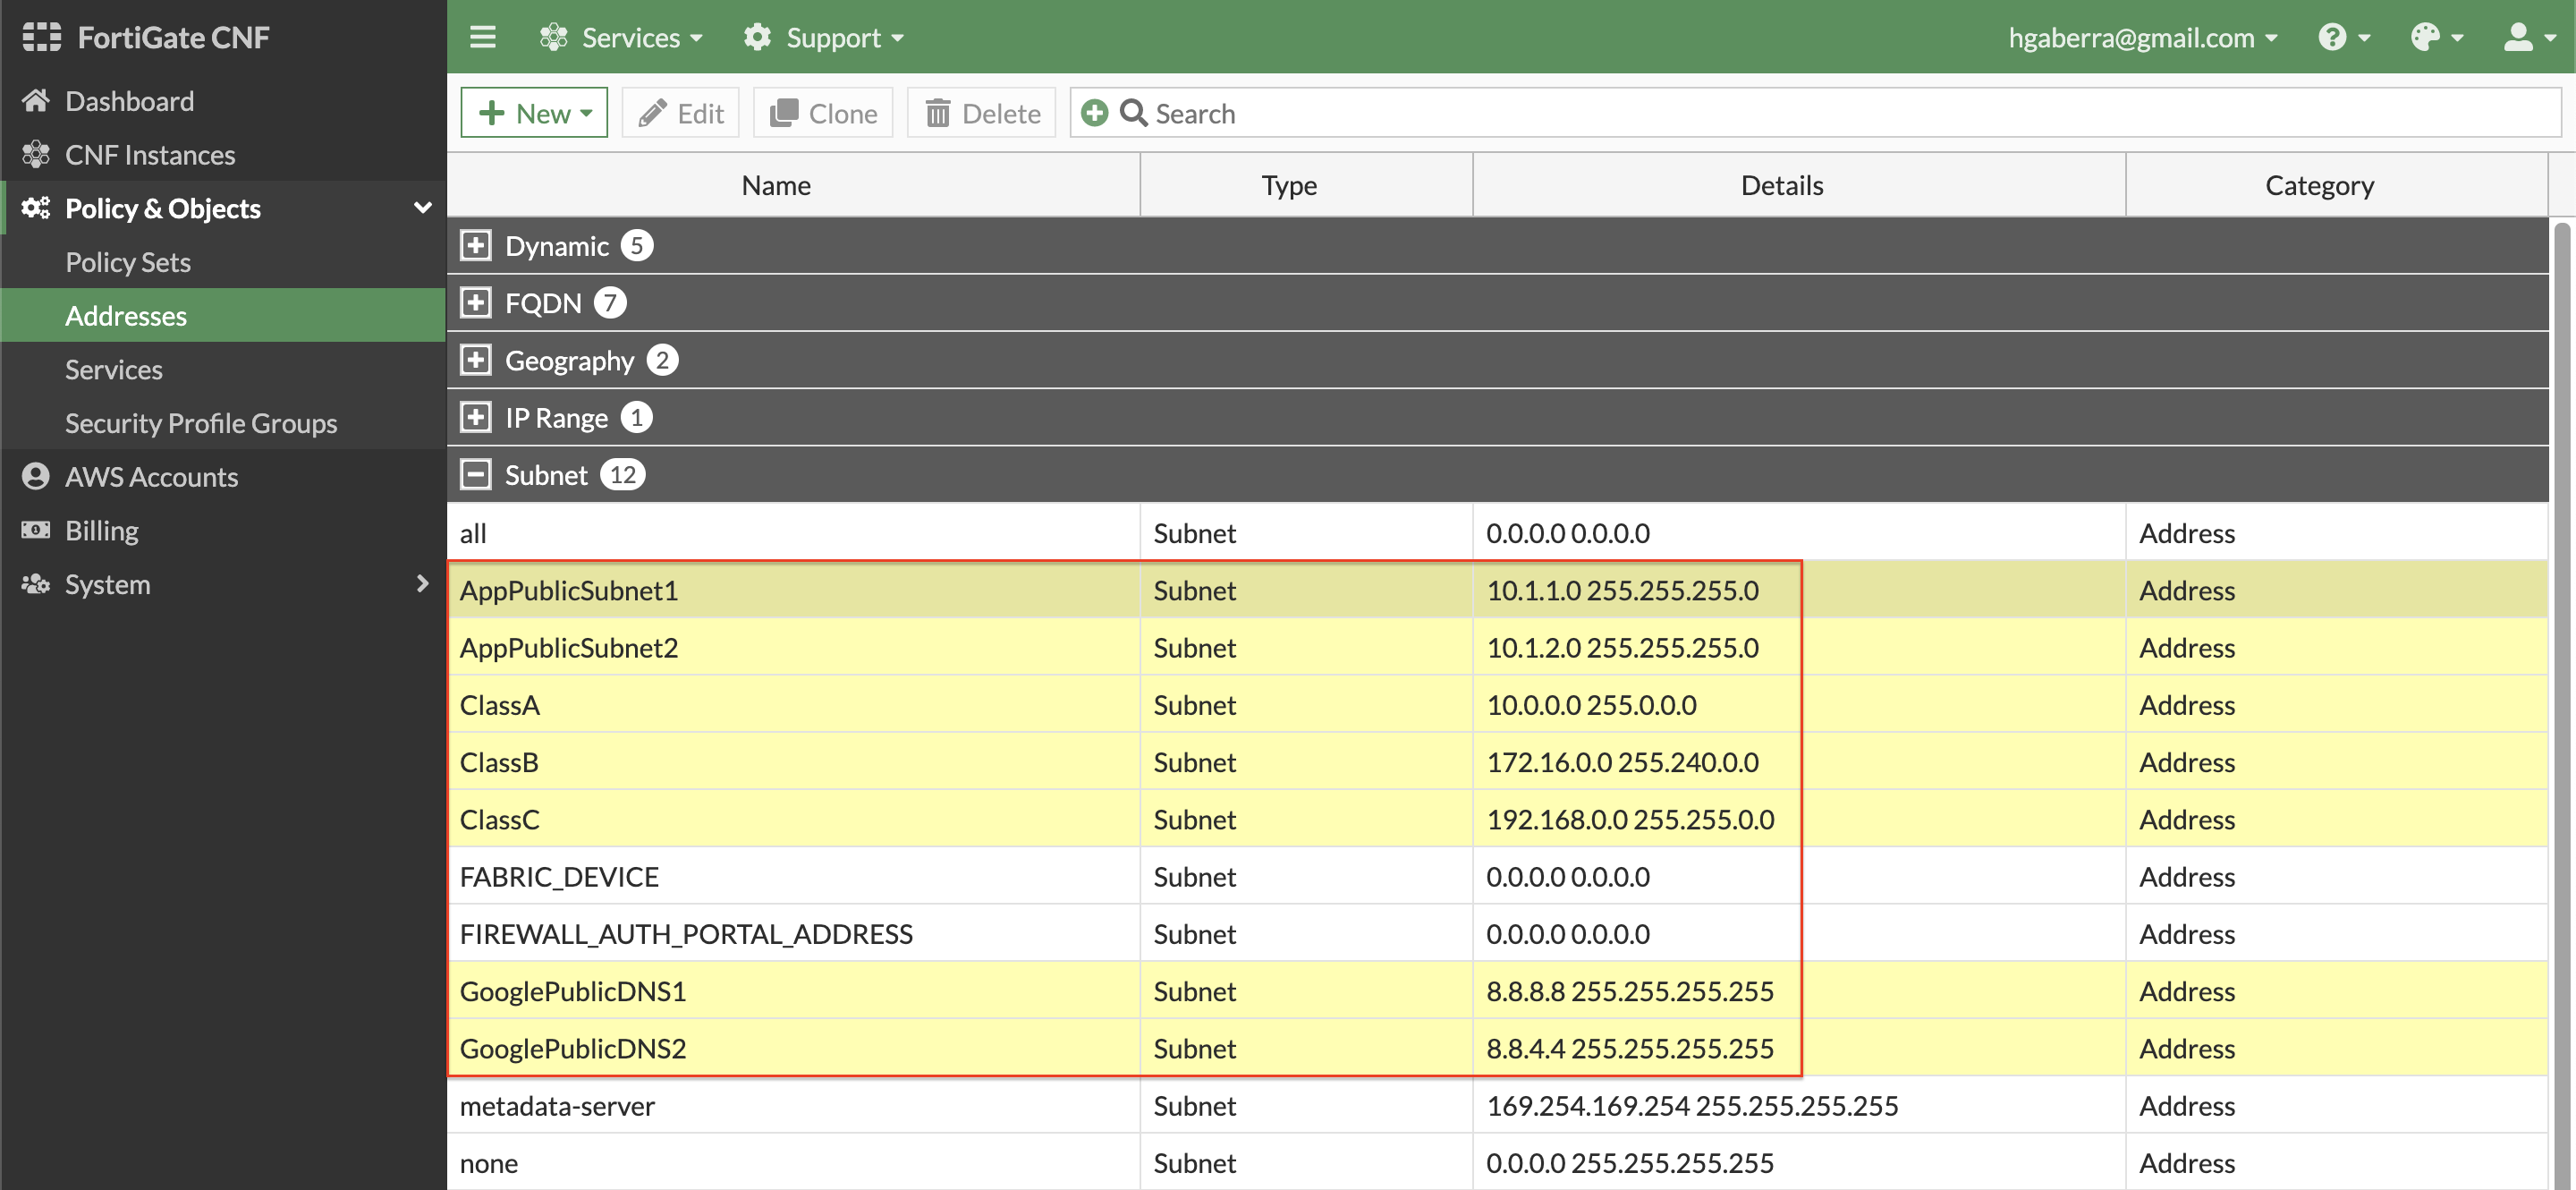 FortiGate CNF
Services
Support
hgaberra@gmail.com
Dashboard
CNF Instances
Policy & Objects
Policy Sets
Addresses
Services
Security Profile Groups
AWS Accounts
Billing
System
New
Edit
Clone
Delete
Search
Name Type Details Category
Dynamic 5
FQDN 7
Geography 2
IP Range 1
Subnet 12
all Subnet 0.0.0.0 0.0.0.0 Address
AppPublicSubnet1 Subnet 10.1.1.0 255.255.255.0 Address
AppPublicSubnet2 Subnet 10.1.2.0 255.255.255.0 Address
ClassA Subnet 10.0.0.0 255.0.0.0 Address
ClassB Subnet 172.16.0.0 255.240.0.0 Address
ClassC Subnet 192.168.0.0 255.255.0.0 Address
FABRIC_DEVICE Subnet 0.0.0.0 0.0.0.0 Address
FIREWALL_AUTH_PORTAL_ADDRESS Subnet 0.0.0.0 0.0.0.0 Address
GooglePublicDNS1 Subnet 8.8.8.8 255.255.255.255 Address
GooglePublicDNS2 Subnet 8.8.4.4 255.255.255.255 Address
metadata-server Subnet 169.254.169.254 255.255.255.255 Address
none Subnet 0.0.0.0 255.255.255.255 Address